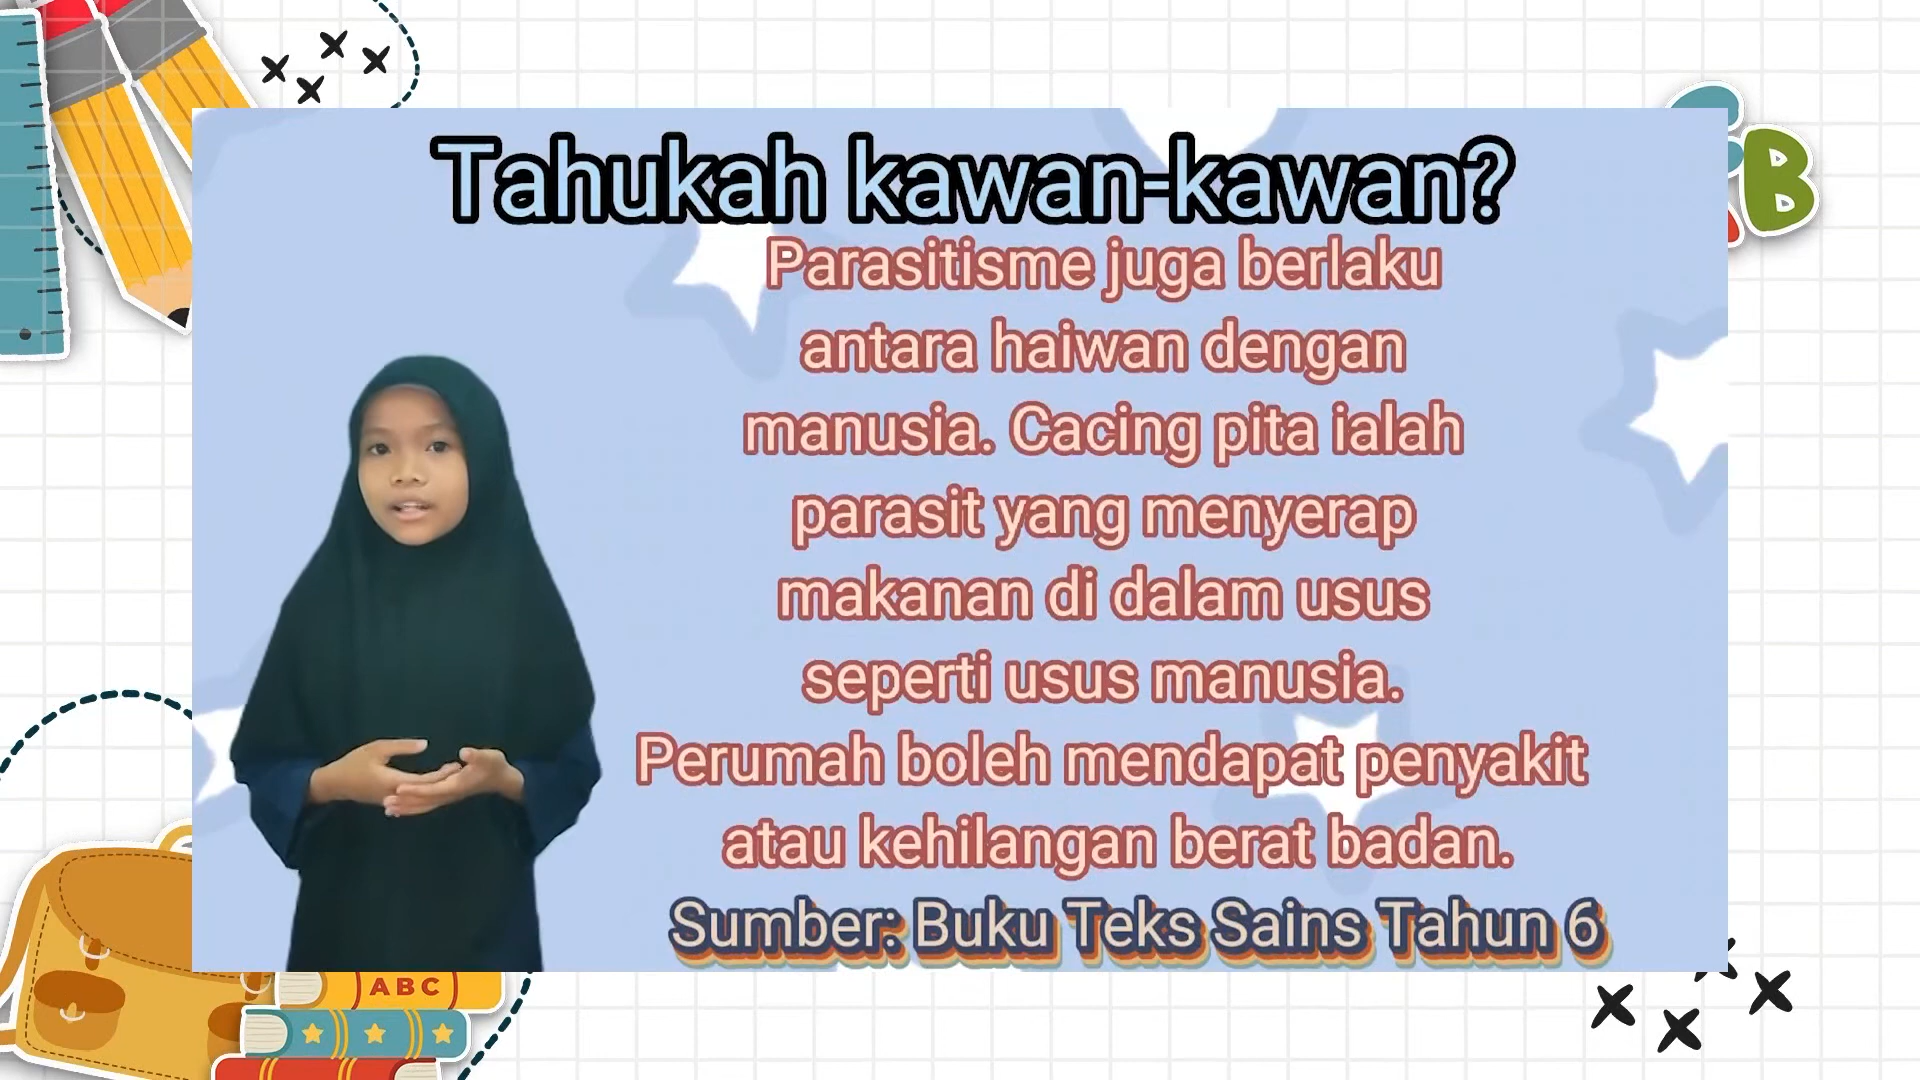 Tahukah kawan-kawan?
Parasitisme juga berlaku
antara haiwan dengan
manusia. Cacing pita ialah
parasit yang menyerap
makanan di dalam usus
seperti usus manusia.
Perumah boleh mendapat penyakit
atau kehilangan berat badan.
Sumber: Buku Teks Sains Tahun 6
B
ABC